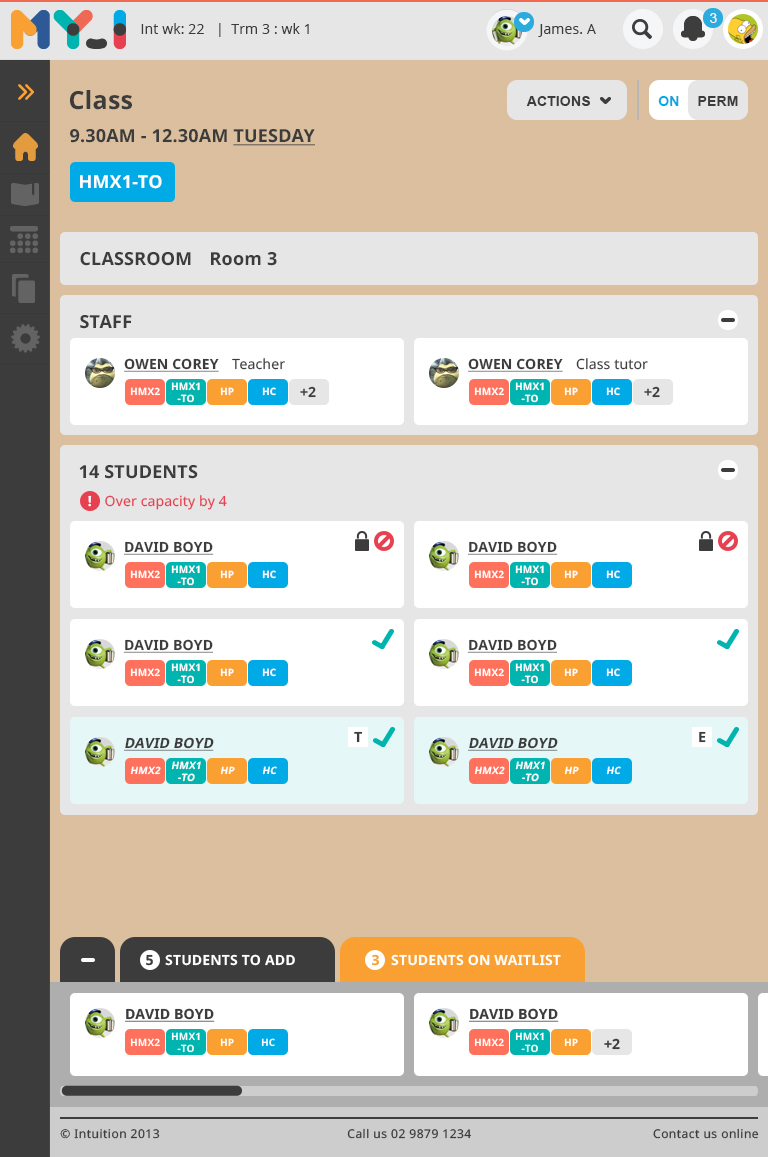 MY_I
Int wk: 22 | Trm 3 : wk 1
James. A
3
Class
ACTIONS
ON PERM
9.30AM - 12.30AM TUESDAY
HMX1-TO
CLASSROOM Room 3
STAFF
OWEN COREY Teacher
HMX2 HMX1-TO HP HC +2
OWEN COREY Class tutor
HMX2 HMX1-TO HP HC +2
14 STUDENTS
! Over capacity by 4
DAVID BOYD
HMX2 HMX1-TO HP HC
DAVID BOYD
HMX2 HMX1-TO HP HC
DAVID BOYD
HMX2 HMX1-TO HP HC
DAVID BOYD
HMX2 HMX1-TO HP HC
DAVID BOYD T
HMX2 HMX1-TO HP HC
DAVID BOYD E
HMX2 HMX1-TO HP HC
5 STUDENTS TO ADD
3 STUDENTS ON WAITLIST
DAVID BOYD
HMX2 HMX1-TO HP HC
DAVID BOYD
HMX2 HMX1-TO HP +2
© Intuition 2013
Call us 02 9879 1234
Contact us online